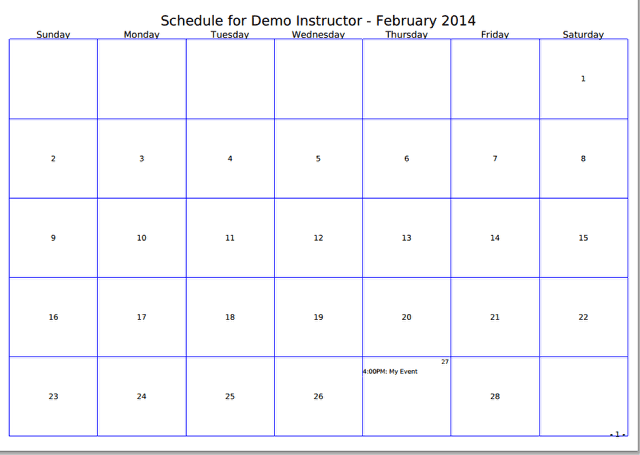 Schedule for Demo Instructor - February 2014
Sunday Monday Tuesday Wednesday Thursday Friday Saturday
1
2 3 4 5 6 7 8
9 10 11 12 13 14 15
16 17 18 19 20 21 22
27
4:00PM: My Event
23 24 25 26 28
- 1 -